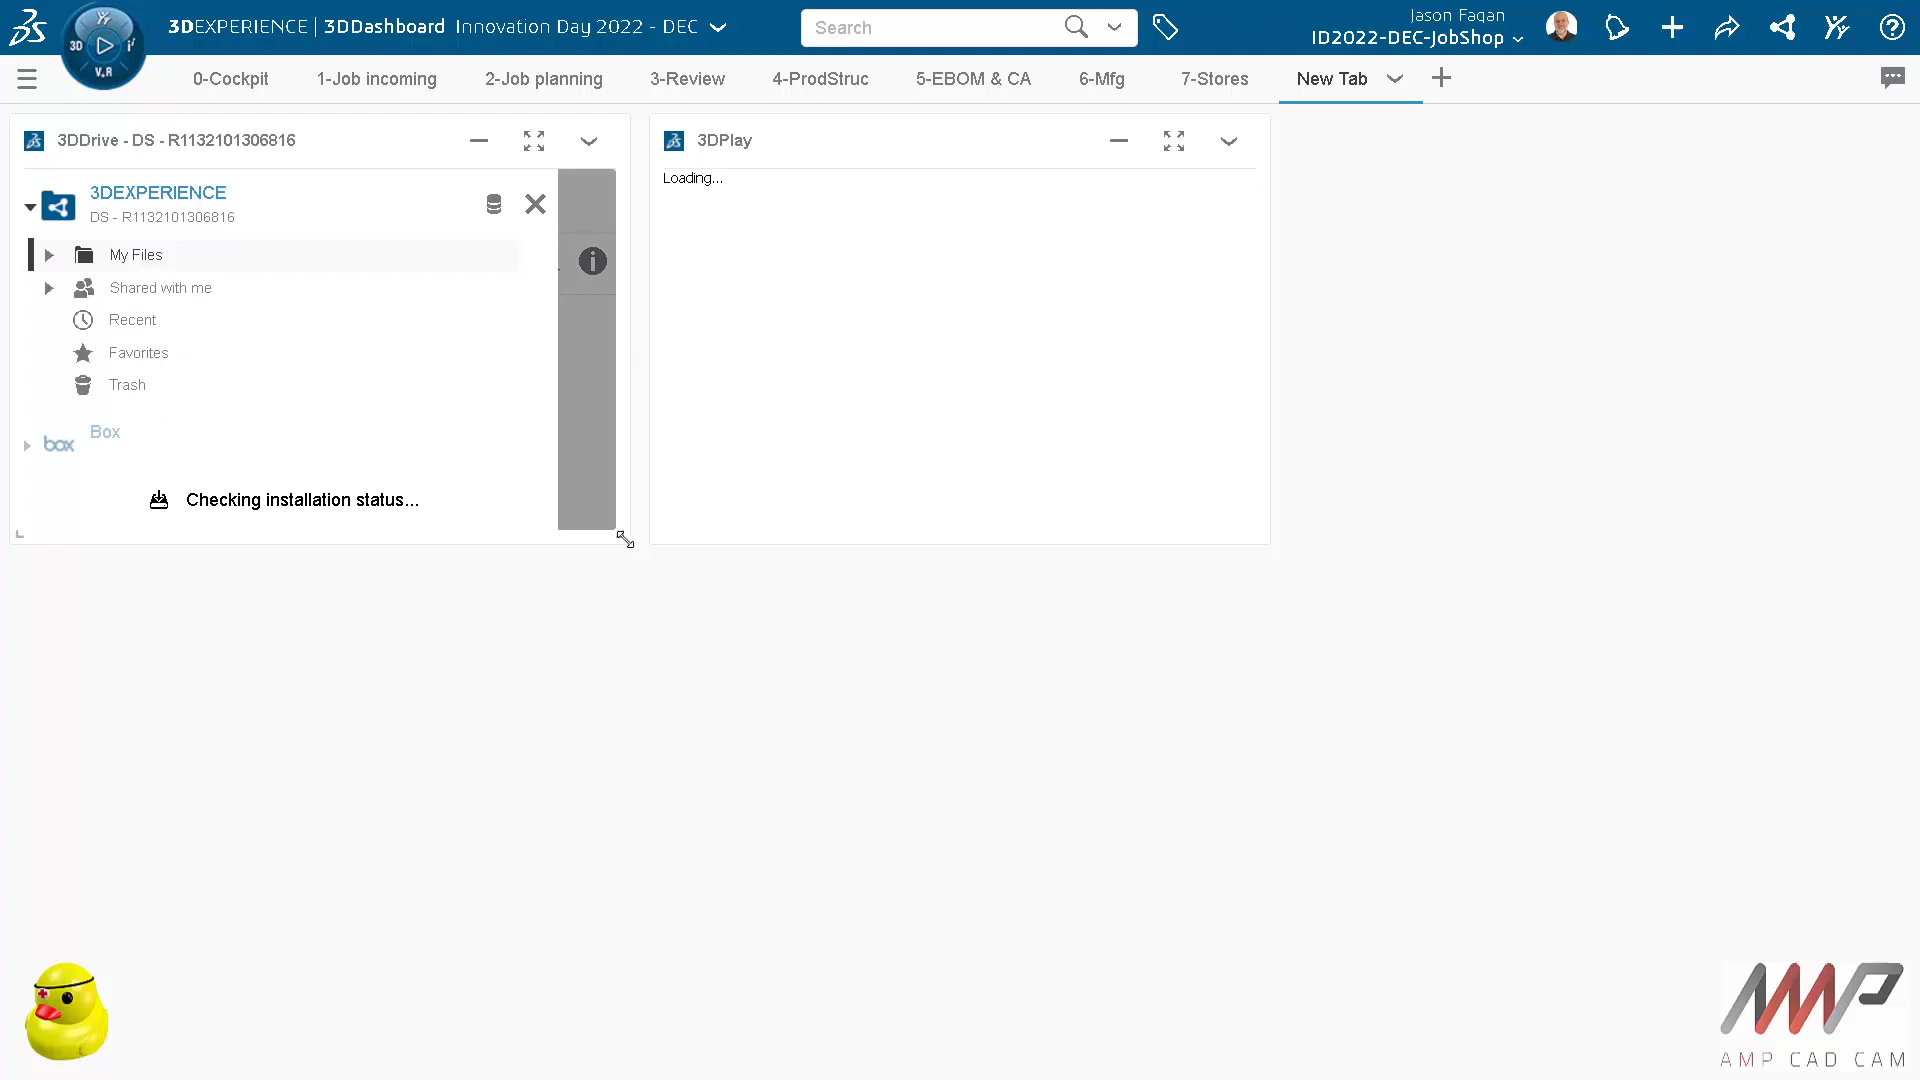 3DEXPERIENCE | 3DDashboard Innovation Day 2022 - DEC
Search
Jason Fagan
ID2022-DEC-JobShop
3D
V.R
0-Cockpit
1-Job incoming
2-Job planning
3-Review
4-ProdStruc
5-EBOM & CA
6-Mfg
7-Stores
New Tab
3DDrive - DS - R1132101306816
3DPlay
3DEXPERIENCE
DS - R1132101306816
Loading...
My Files
Shared with me
Recent
Favorites
Trash
box
Box
Checking installation status...
AMP
AMP CAD CAM